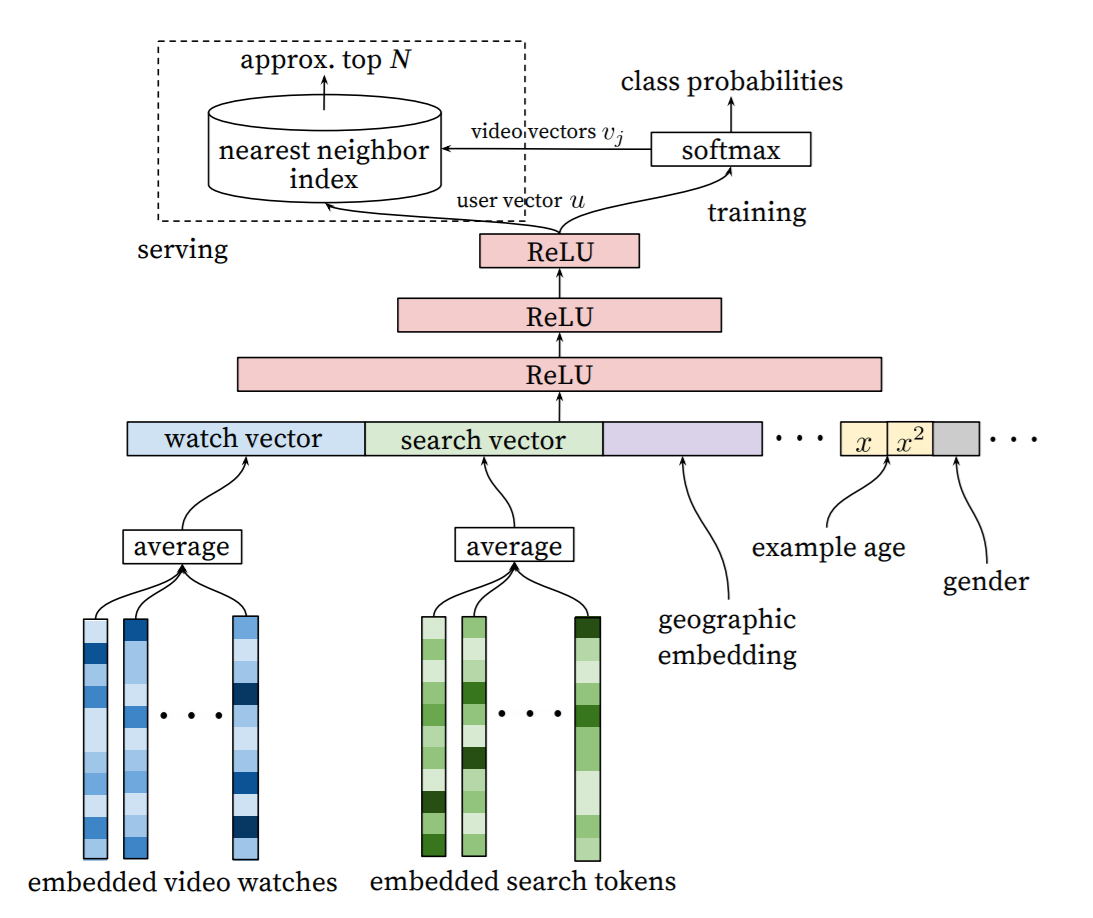 approx. top N
class probabilities
video vectors v_j
nearest neighbor
index
softmax
user vector u
training
serving
ReLU
ReLU
ReLU
watch vector
search vector
· · ·
x
x²
· · ·
average
average
example age
gender
geographic
embedding
· · ·
· · ·
embedded video watches
embedded search tokens